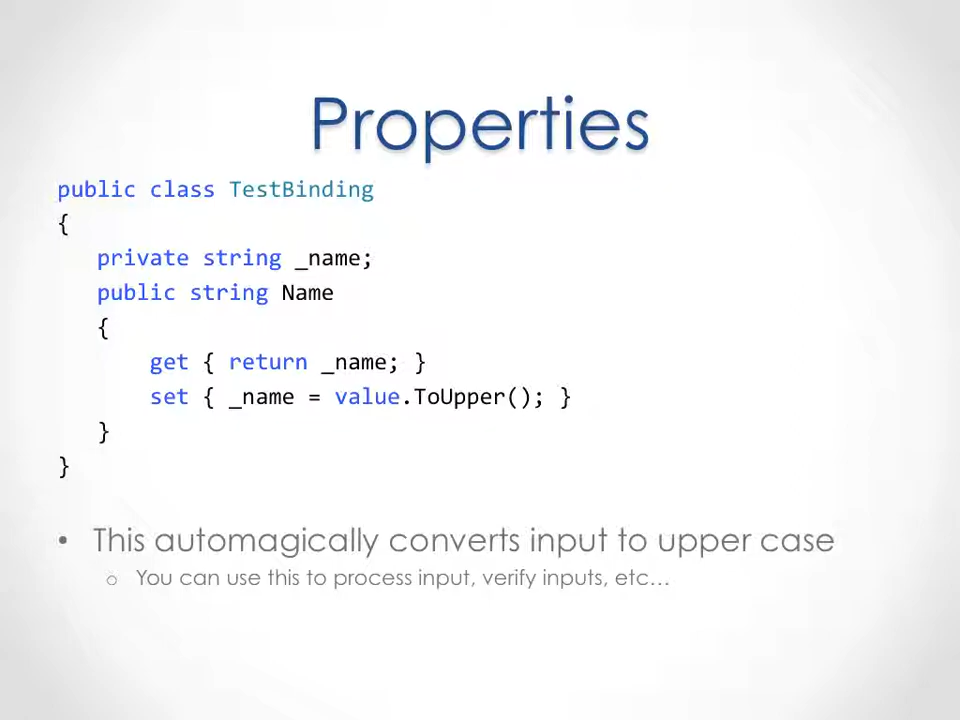 Properties
public class TestBinding
{
private string _name;
public string Name
{
get { return _name; }
set { _name = value.ToUpper(); }
}
}
• This automagically converts input to upper case
o You can use this to process input, verify inputs, etc…